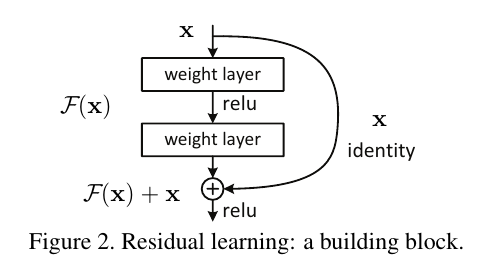 x
weight layer
relu
F(x)
weight layer
x
identity
F(x) + x
relu
Figure 2. Residual learning: a building block.